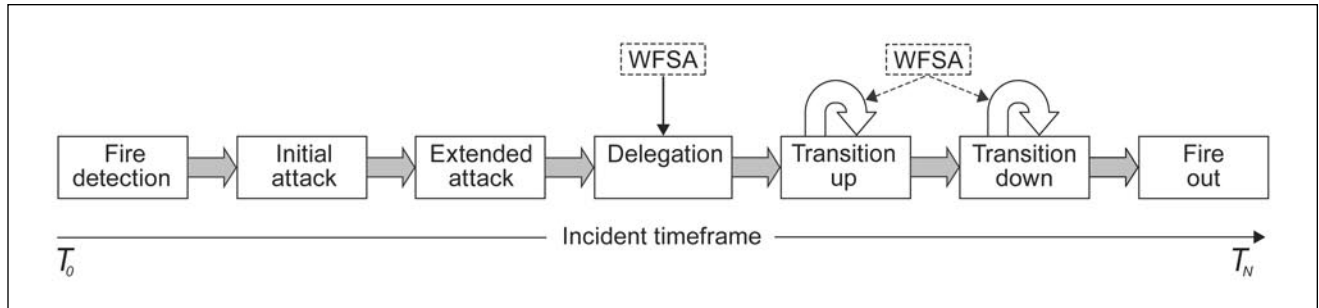 WFSA
WFSA
Fire
detection
Initial
attack
Extended
attack
Delegation
Transition
up
Transition
down
Fire
out
Incident timeframe
T0
TN